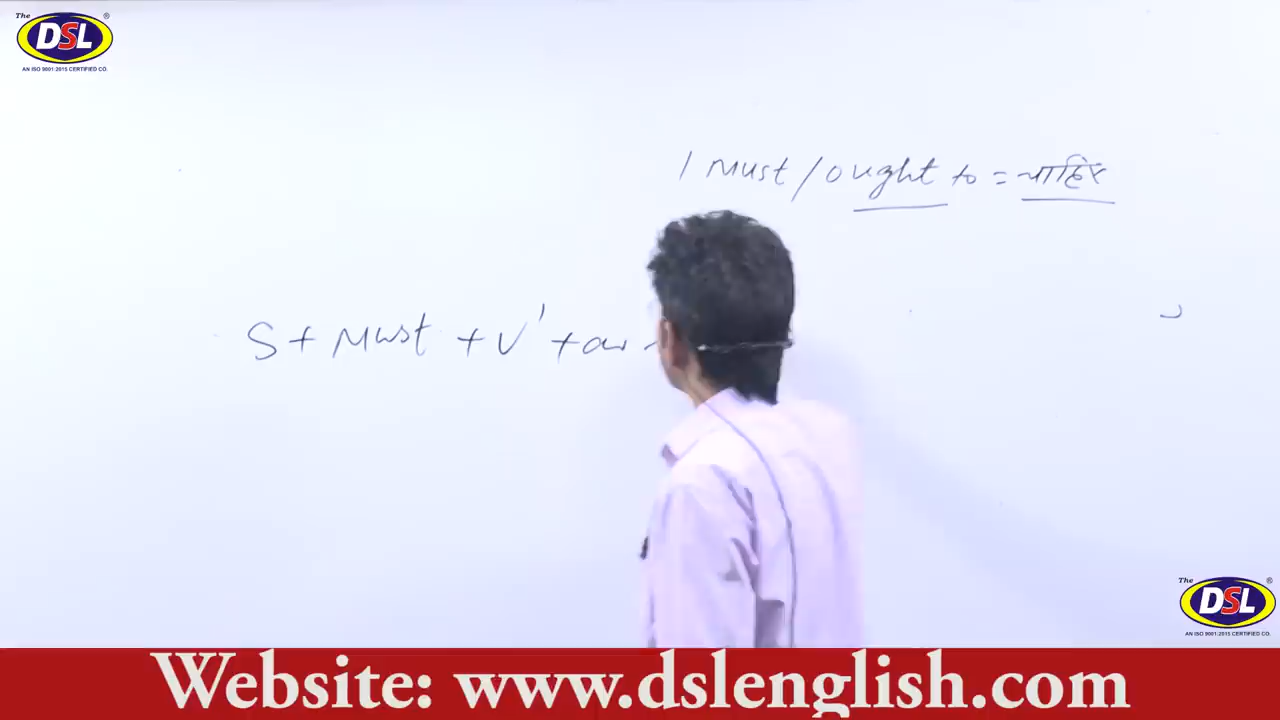 The DSL ®
AN ISO 9001:2015 CERTIFIED CO.
1 Must / ought to = चाहिए
S + Must + V¹ +
The DSL ®
AN ISO 9001:2015 CERTIFIED CO.
Website: www.dslenglish.com